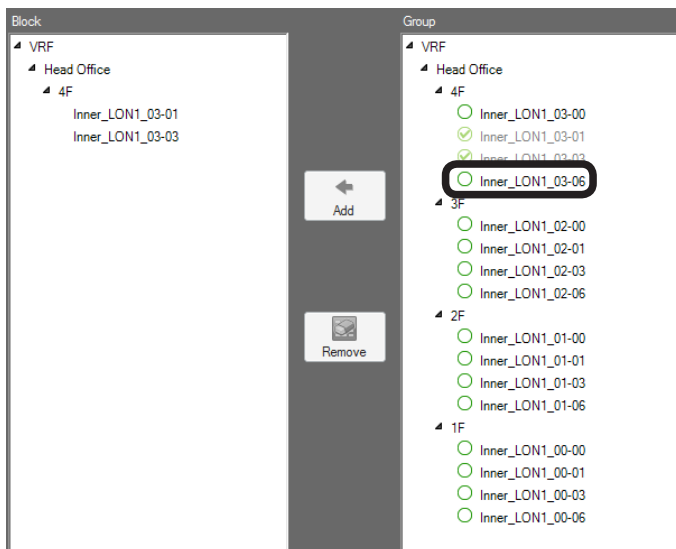 Block
VRF
Head Office
4F
Inner_LON1_03-01
Inner_LON1_03-03
Add
Remove
Group
VRF
Head Office
4F
Inner_LON1_03-00
Inner_LON1_03-01
Inner_LON1_03-03
Inner_LON1_03-06
3F
Inner_LON1_02-00
Inner_LON1_02-01
Inner_LON1_02-03
Inner_LON1_02-06
2F
Inner_LON1_01-00
Inner_LON1_01-01
Inner_LON1_01-03
Inner_LON1_01-06
1F
Inner_LON1_00-00
Inner_LON1_00-01
Inner_LON1_00-03
Inner_LON1_00-06